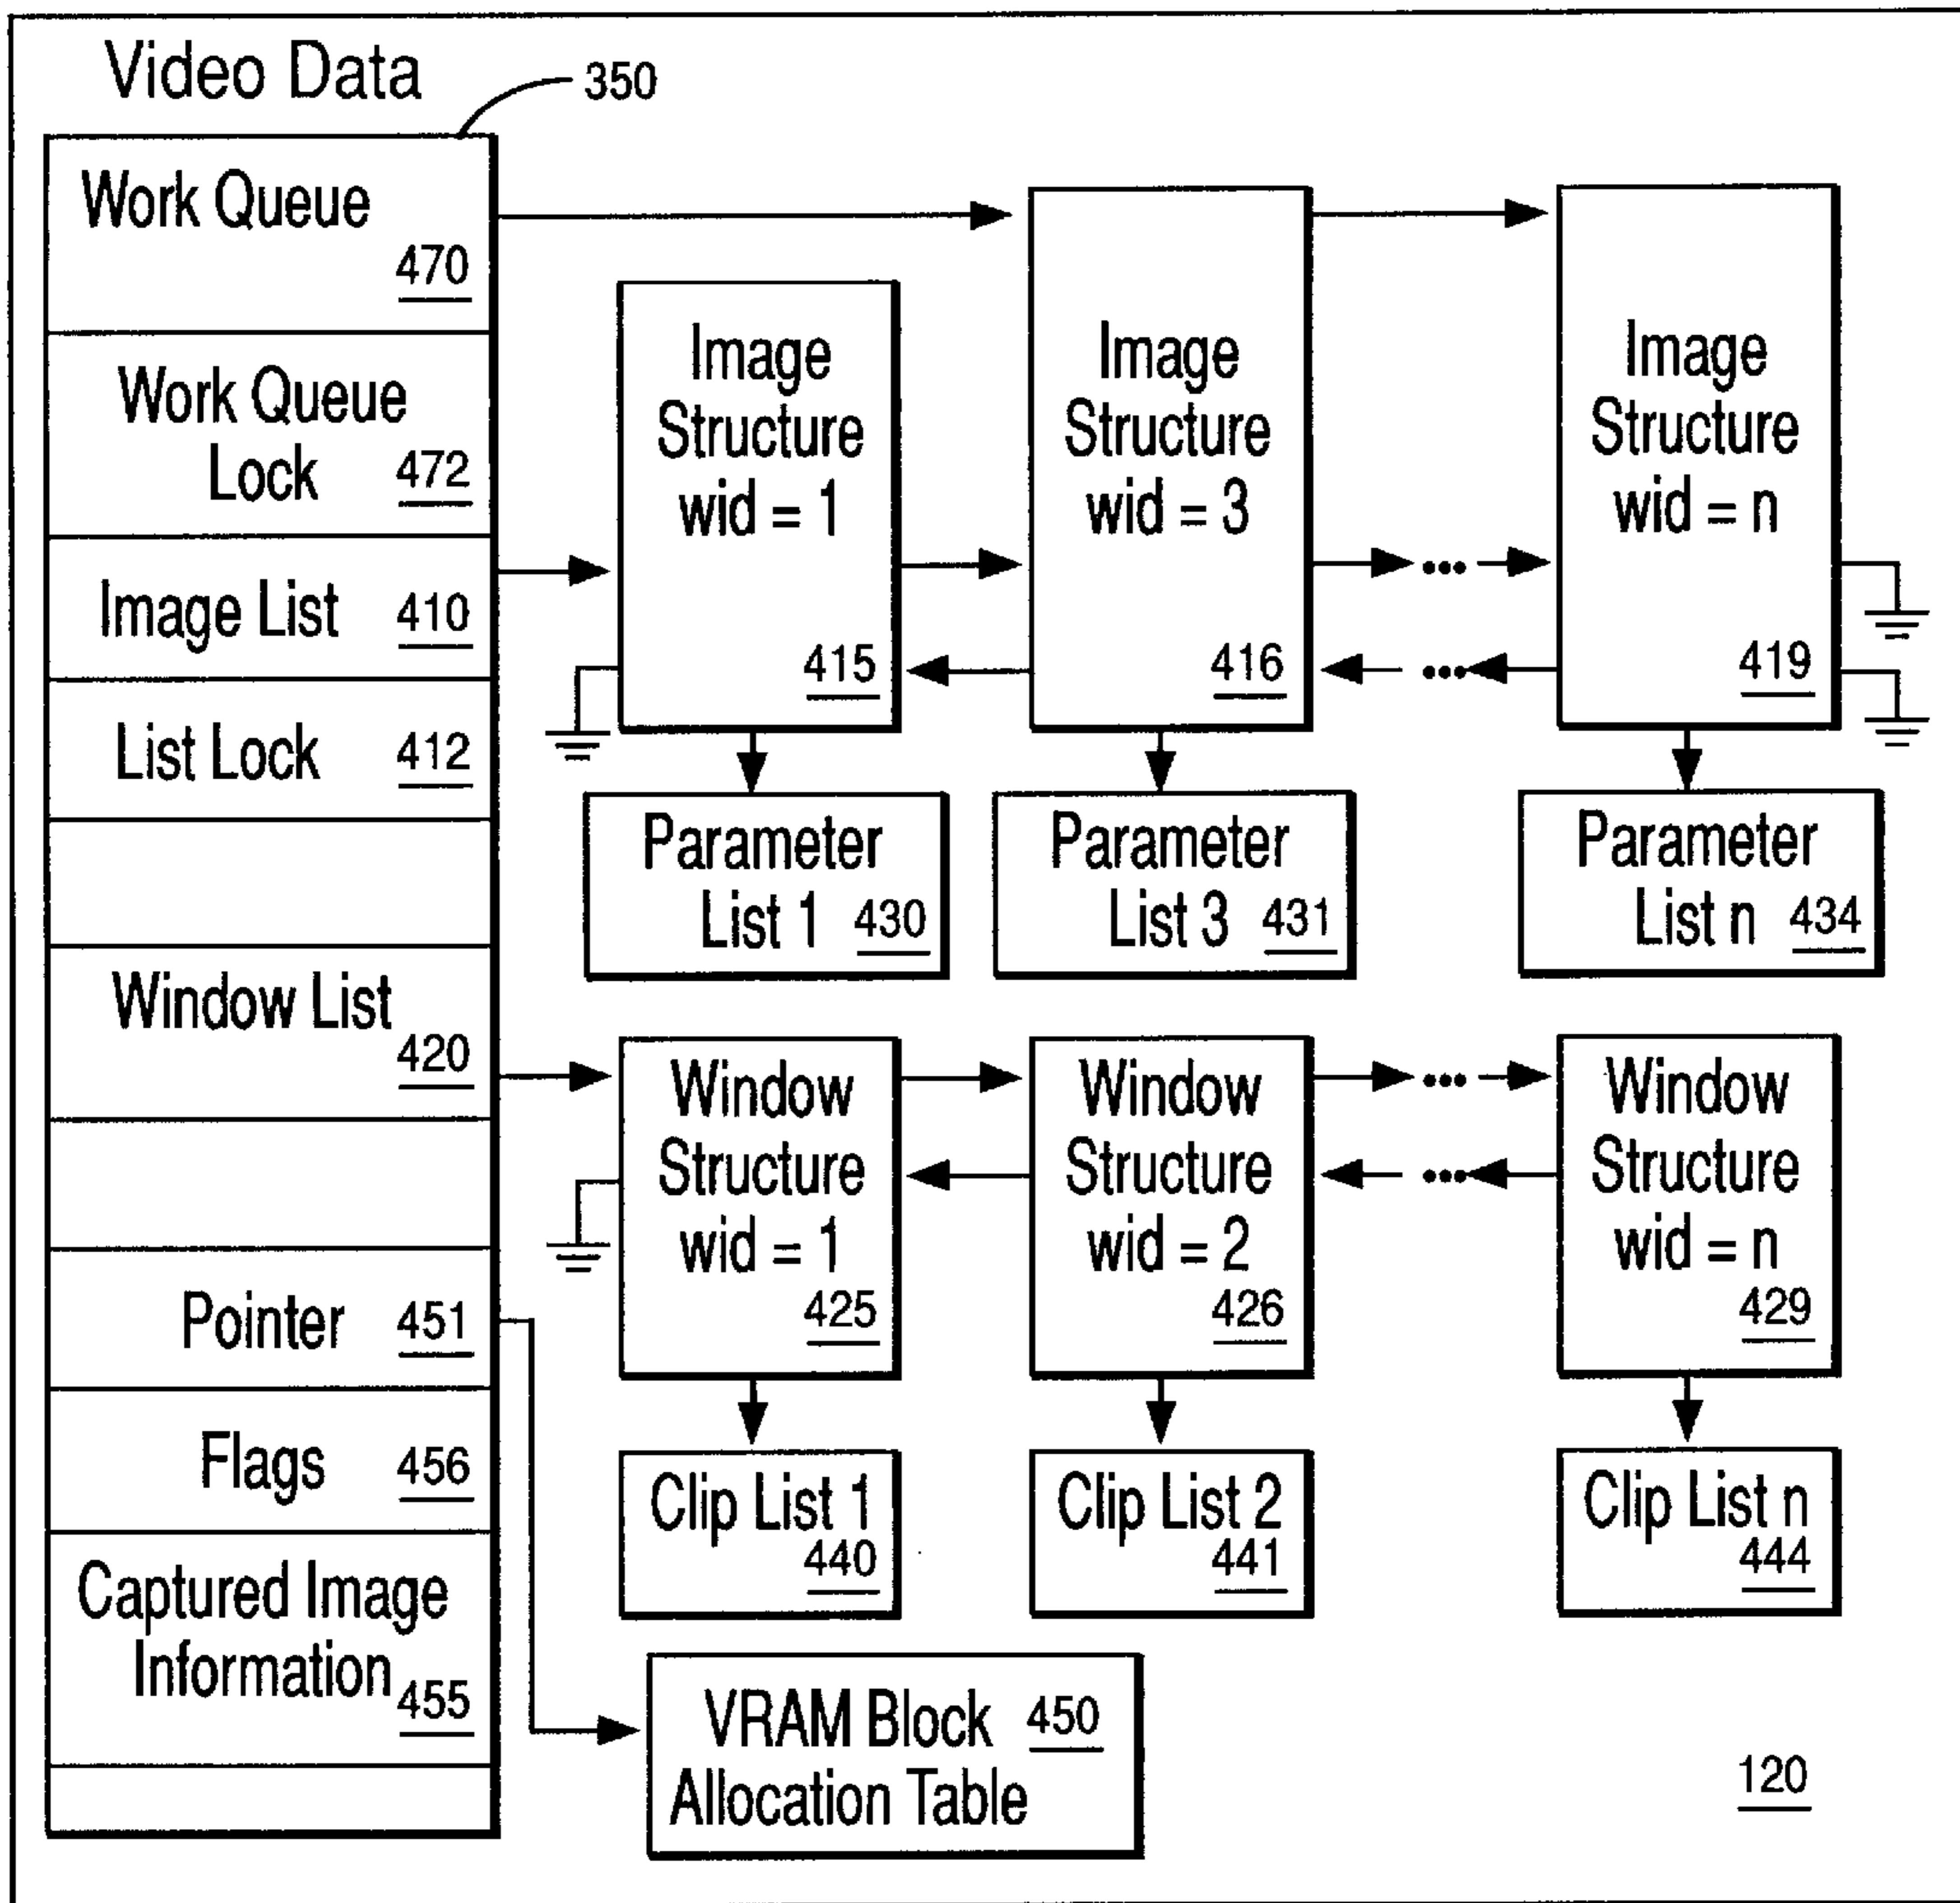 Video Data
350
Work Queue
470
Work Queue
Lock 472
Image List 410
List Lock 412
Window List
420
Pointer 451
Flags 456
Captured Image
Information 455
Image
Structure
wid = 1
415
Image
Structure
wid = 3
416
Image
Structure
wid = n
419
...
...
Parameter
List 1 430
Parameter
List 3 431
Parameter
List n 434
Window
Structure
wid = 1
425
Window
Structure
wid = 2
426
Window
Structure
wid = n
429
...
...
Clip List 1
440
Clip List 2
441
Clip List n
444
VRAM Block 450
Allocation Table
120